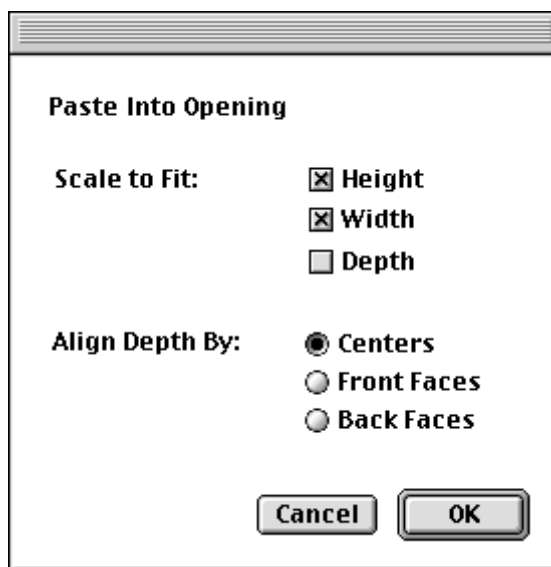 Paste Into Opening
Scale to Fit: Height
Width
Depth
Align Depth By: Centers
Front Faces
Back Faces
Cancel OK